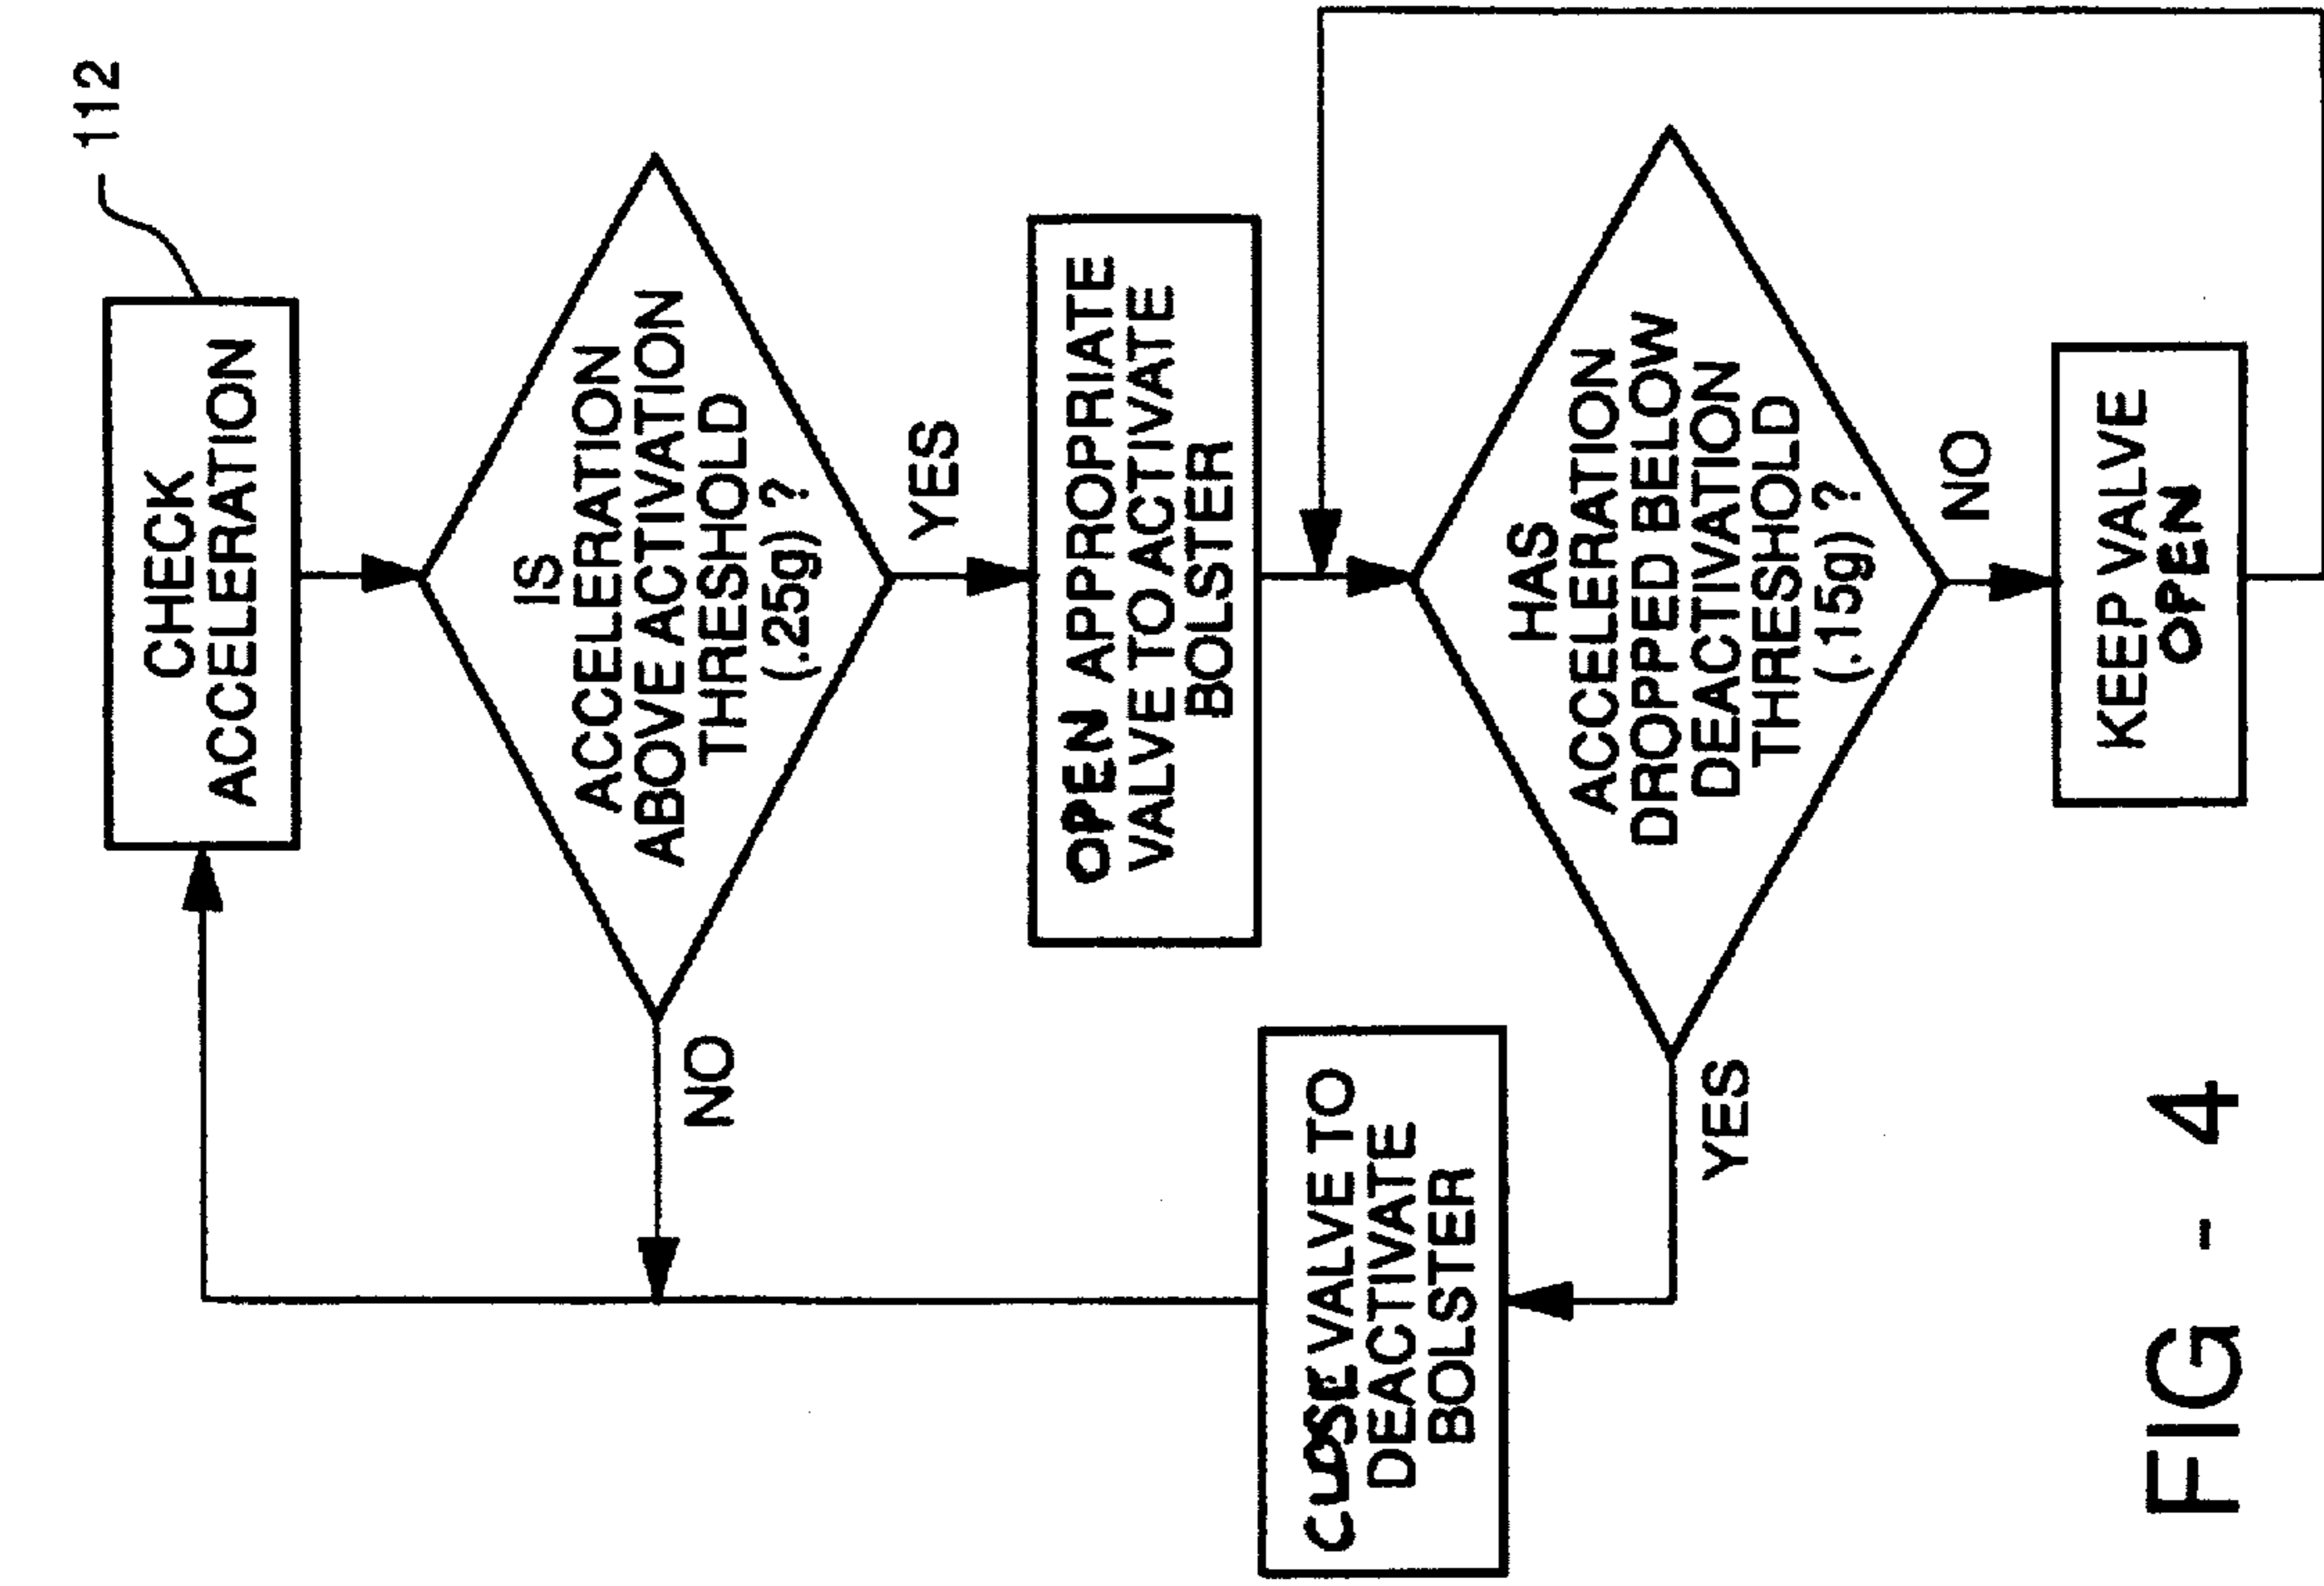 112
CHECK
ACCELERATION
IS
ACCELERATION
ABOVE ACTIVATION
THRESHOLD
(.25g) ?
NO
YES
OPEN APPROPRIATE
VALVE TO ACTIVATE
BOLSTER
CLOSE VALVE TO
DEACTIVATE
BOLSTER
HAS
ACCELERATION
DROPPED BELOW
DEACTIVATION
THRESHOLD
(.15g) ?
YES
NO
KEEP VALVE
OPEN
FIG - 4